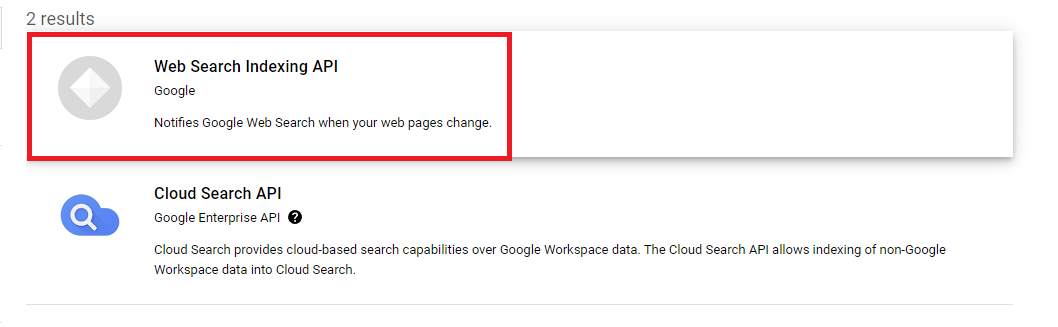 2 results
Web Search Indexing API
Google
Notifies Google Web Search when your web pages change.
Cloud Search API
Google Enterprise API
Cloud Search provides cloud-based search capabilities over Google Workspace data. The Cloud Search API allows indexing of non-Google
Workspace data into Cloud Search.